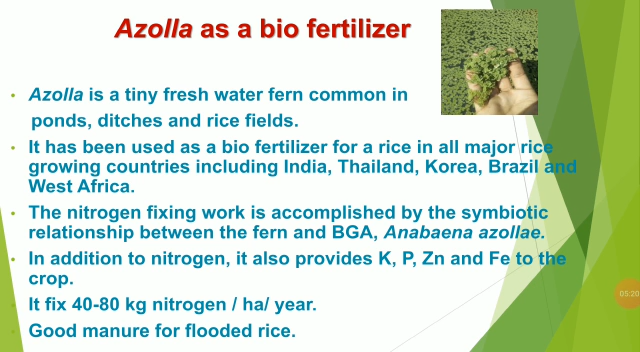 Azolla as a bio fertilizer
• Azolla is a tiny fresh water fern common in
ponds, ditches and rice fields.
• It has been used as a bio fertilizer for a rice in all major rice
growing countries including India, Thailand, Korea, Brazil and
West Africa.
• The nitrogen fixing work is accomplished by the symbiotic
relationship between the fern and BGA, Anabaena azollae.
• In addition to nitrogen, it also provides K, P, Zn and Fe to the
crop.
• It fix 40-80 kg nitrogen / ha/ year.
• Good manure for flooded rice.
05:20